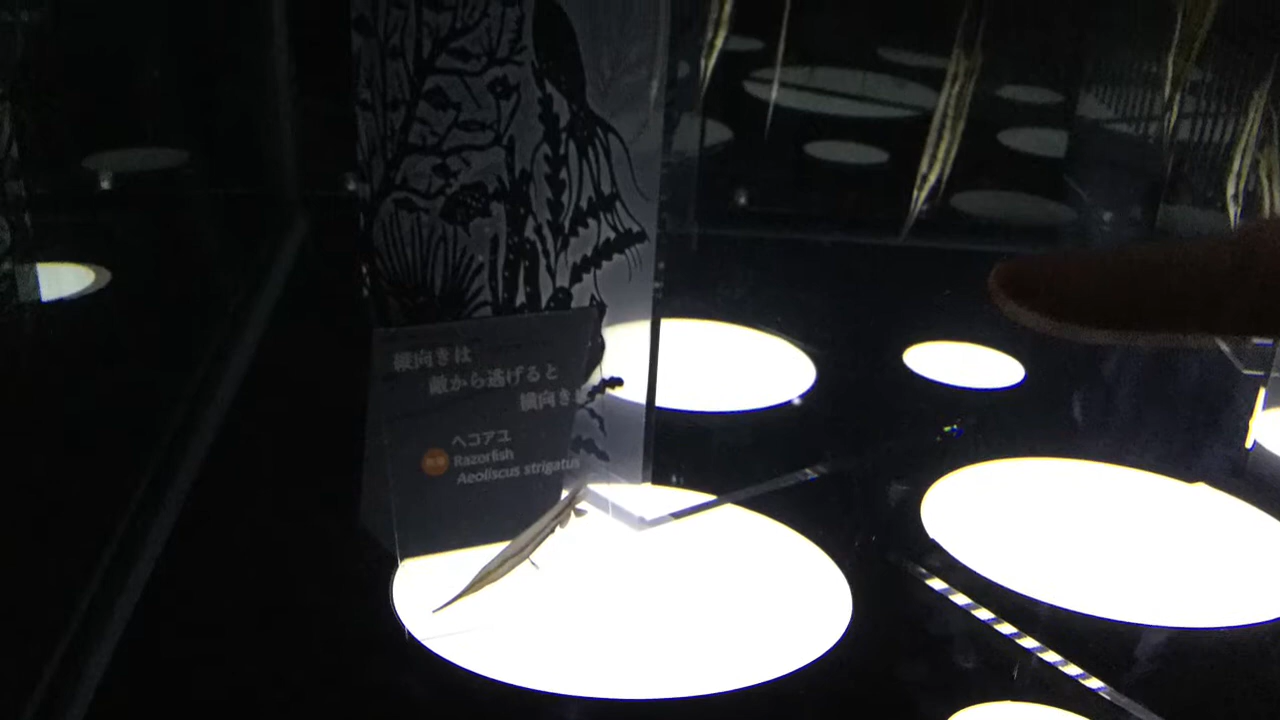 縦向きは
敵から逃げると
横向きに
ヘコアユ
Razorfish
Aeoliscus strigatus